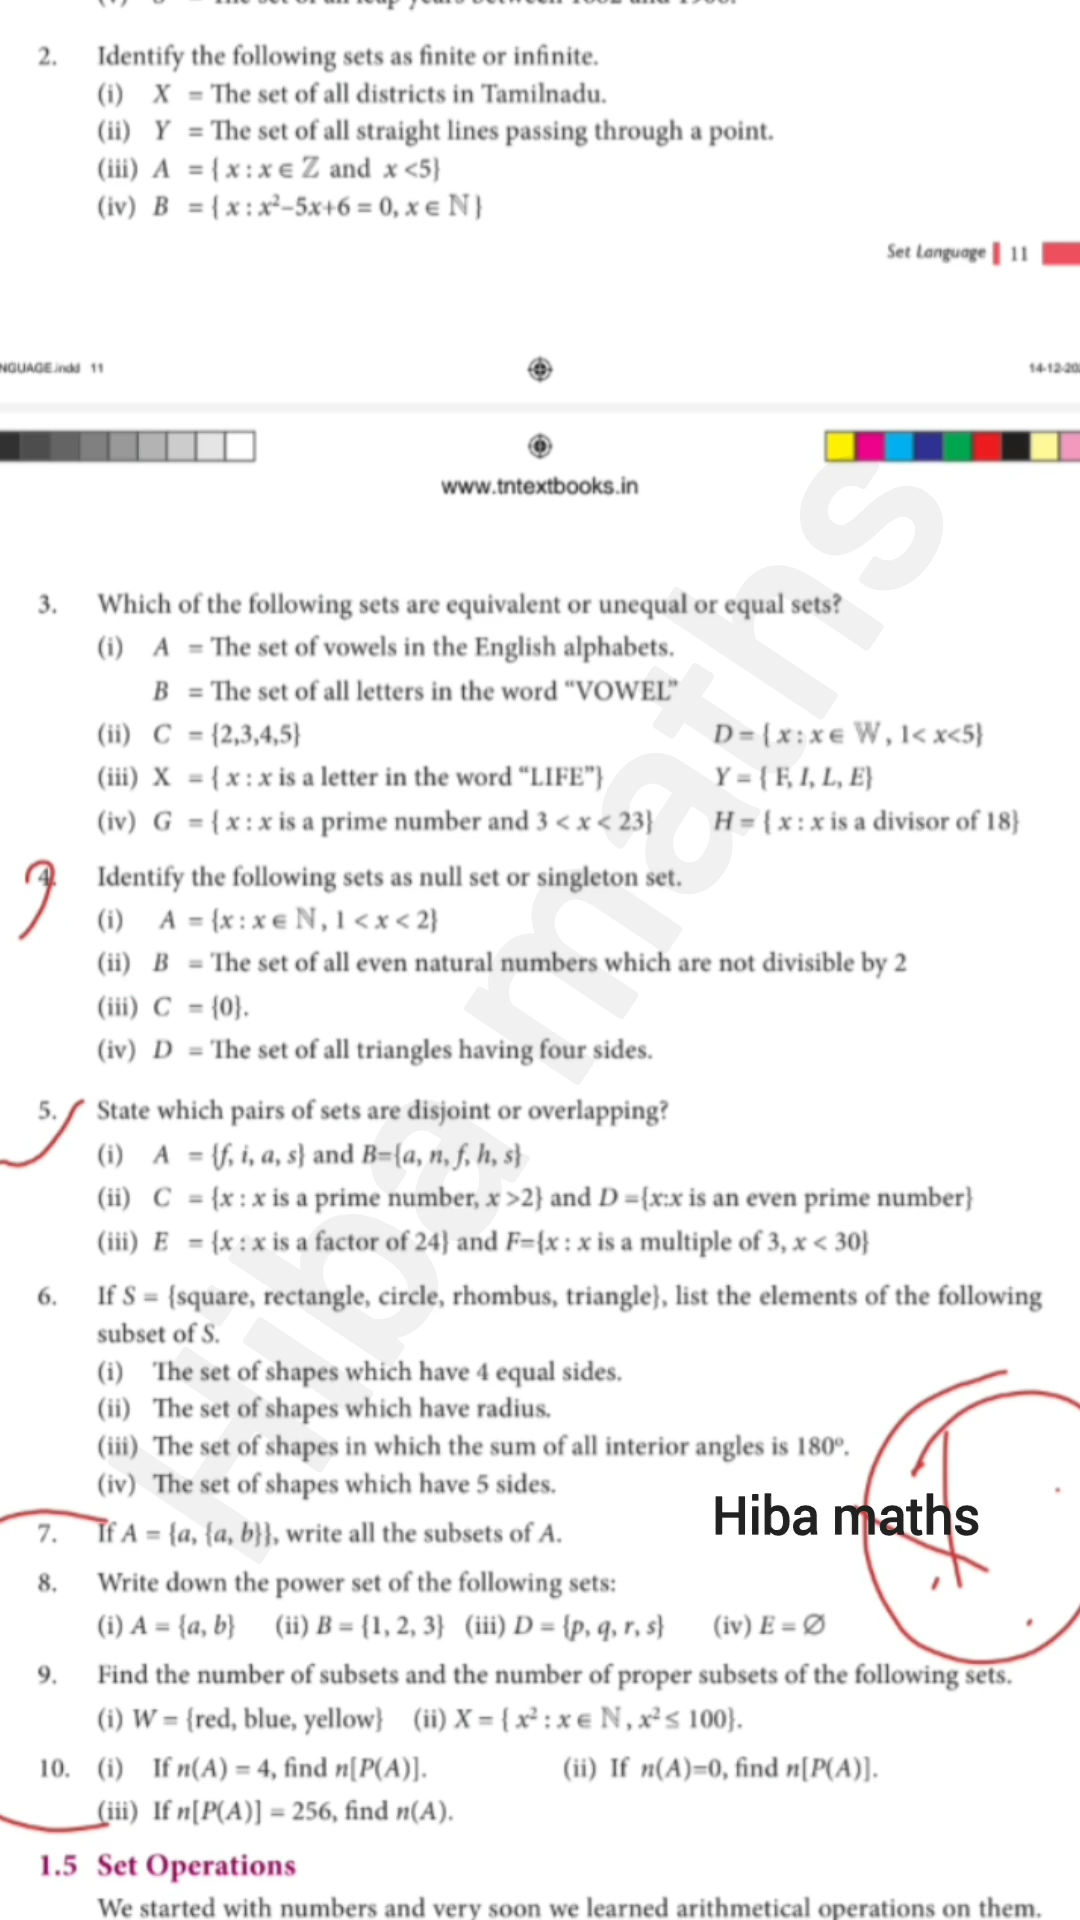 2. Identify the following sets as finite or infinite.
(i) X = The set of all districts in Tamilnadu.
(ii) Y = The set of all straight lines passing through a point.
(iii) A = { x : x ∈ ℤ and x <5}
(iv) B = { x : x²–5x+6 = 0, x ∈ ℕ }
Set Language 11
NGUAGE.indd 11
14-12-20
www.tntextbooks.in
3. Which of the following sets are equivalent or unequal or equal sets?
(i) A = The set of vowels in the English alphabets.
B = The set of all letters in the word “VOWEL”
(ii) C = {2,3,4,5} D = { x : x ∈ 𝕎, 1< x<5}
(iii) X = { x : x is a letter in the word “LIFE”} Y = { F, I, L, E}
(iv) G = { x : x is a prime number and 3 < x < 23} H = { x : x is a divisor of 18}
4. Identify the following sets as null set or singleton set.
(i) A = {x : x ∈ ℕ, 1 < x < 2}
(ii) B = The set of all even natural numbers which are not divisible by 2
(iii) C = {0}.
(iv) D = The set of all triangles having four sides.
5. State which pairs of sets are disjoint or overlapping?
(i) A = {f, i, a, s} and B={a, n, f, h, s}
(ii) C = {x : x is a prime number, x >2} and D ={x:x is an even prime number}
(iii) E = {x : x is a factor of 24} and F={x : x is a multiple of 3, x < 30}
6. If S = {square, rectangle, circle, rhombus, triangle}, list the elements of the following
subset of S.
(i) The set of shapes which have 4 equal sides.
(ii) The set of shapes which have radius.
(iii) The set of shapes in which the sum of all interior angles is 180º.
(iv) The set of shapes which have 5 sides.
Hiba maths
7. If A = {a, {a, b}}, write all the subsets of A.
8. Write down the power set of the following sets:
(i) A = {a, b} (ii) B = {1, 2, 3} (iii) D = {p, q, r, s} (iv) E = ∅
9. Find the number of subsets and the number of proper subsets of the following sets.
(i) W = {red, blue, yellow} (ii) X = { x² : x ∈ ℕ, x² ≤ 100}.
10. (i) If n(A) = 4, find n[P(A)]. (ii) If n(A)=0, find n[P(A)].
(iii) If n[P(A)] = 256, find n(A).
1.5 Set Operations
We started with numbers and very soon we learned arithmetical operations on them.
Hiba maths